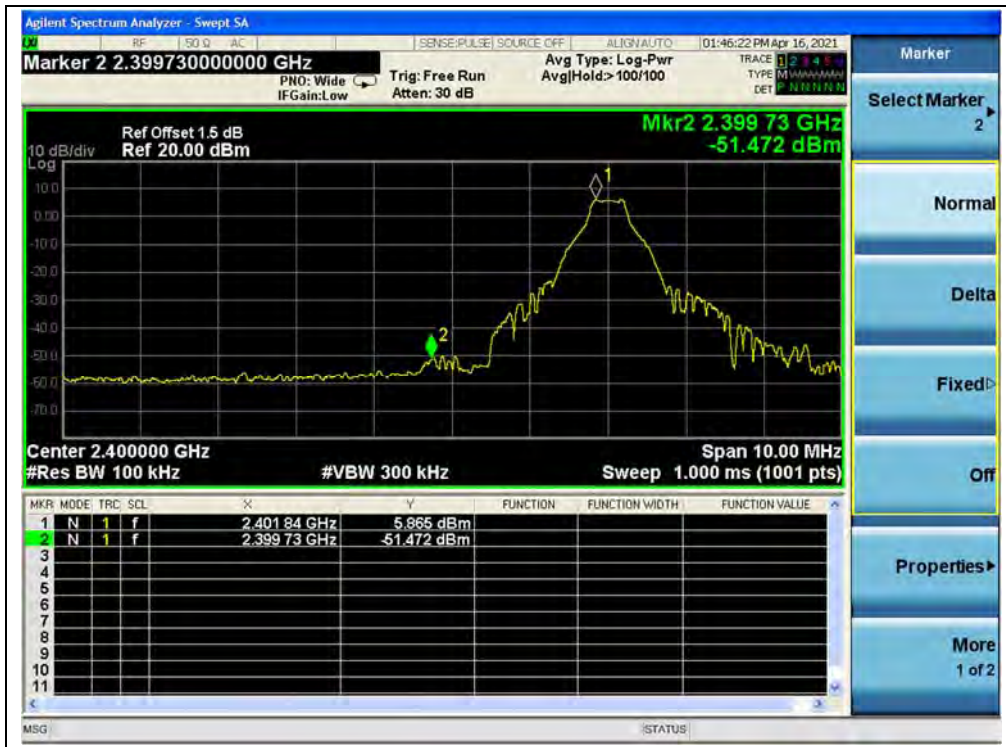 Agilent Spectrum Analyzer - Swept SA
LXI RF 50 Ω AC SENSE:PULSE SOURCE OFF ALIGN AUTO 01:46:22 PM Apr 16, 2021
Marker 2 2.399730000000 GHz
PNO: Wide
IFGain:Low
Trig: Free Run
Atten: 30 dB
Avg Type: Log-Pwr
Avg|Hold:> 100/100
TRACE 1 2 3 4 5 6
TYPE M
DET P N N N N N
Ref Offset 1.5 dB
Ref 20.00 dBm
10 dB/div
Log
Mkr2 2.399 73 GHz
-51.472 dBm
10.0
0.00
-10.0
-20.0
-30.0
-40.0
-50.0
-60.0
-70.0
1
2
Center 2.400000 GHz Span 10.00 MHz
#Res BW 100 kHz #VBW 300 kHz Sweep 1.000 ms (1001 pts)
MKR MODE TRC SCL X Y FUNCTION FUNCTION WIDTH FUNCTION VALUE
1 N 1 f 2.401 84 GHz 5.865 dBm
2 N 1 f 2.399 73 GHz -51.472 dBm
3
4
5
6
7
8
9
10
11
MSG STATUS
Marker
Select Marker
2
Normal
Delta
Fixed
Off
Properties
More
1 of 2